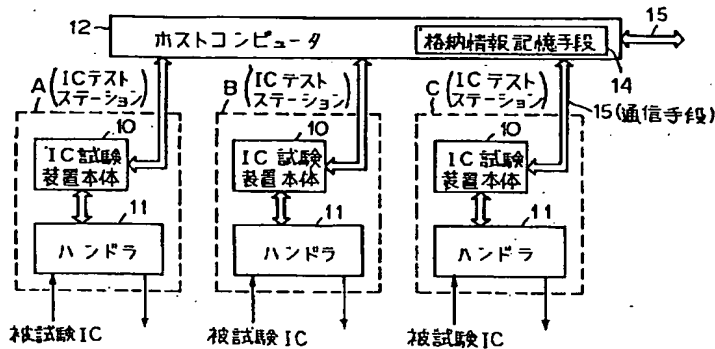 12
ホストコンピュータ
格納情報記憶手段
15
14
A (ICテスト
ステーション)
B (ICテスト
ステーション)
C (ICテスト
ステーション)
15(通信手段)
10
IC試験
装置本体
10
IC試験
装置本体
10
IC試験
装置本体
11
ハンドラ
11
ハンドラ
11
ハンドラ
被試験IC
被試験IC
被試験IC